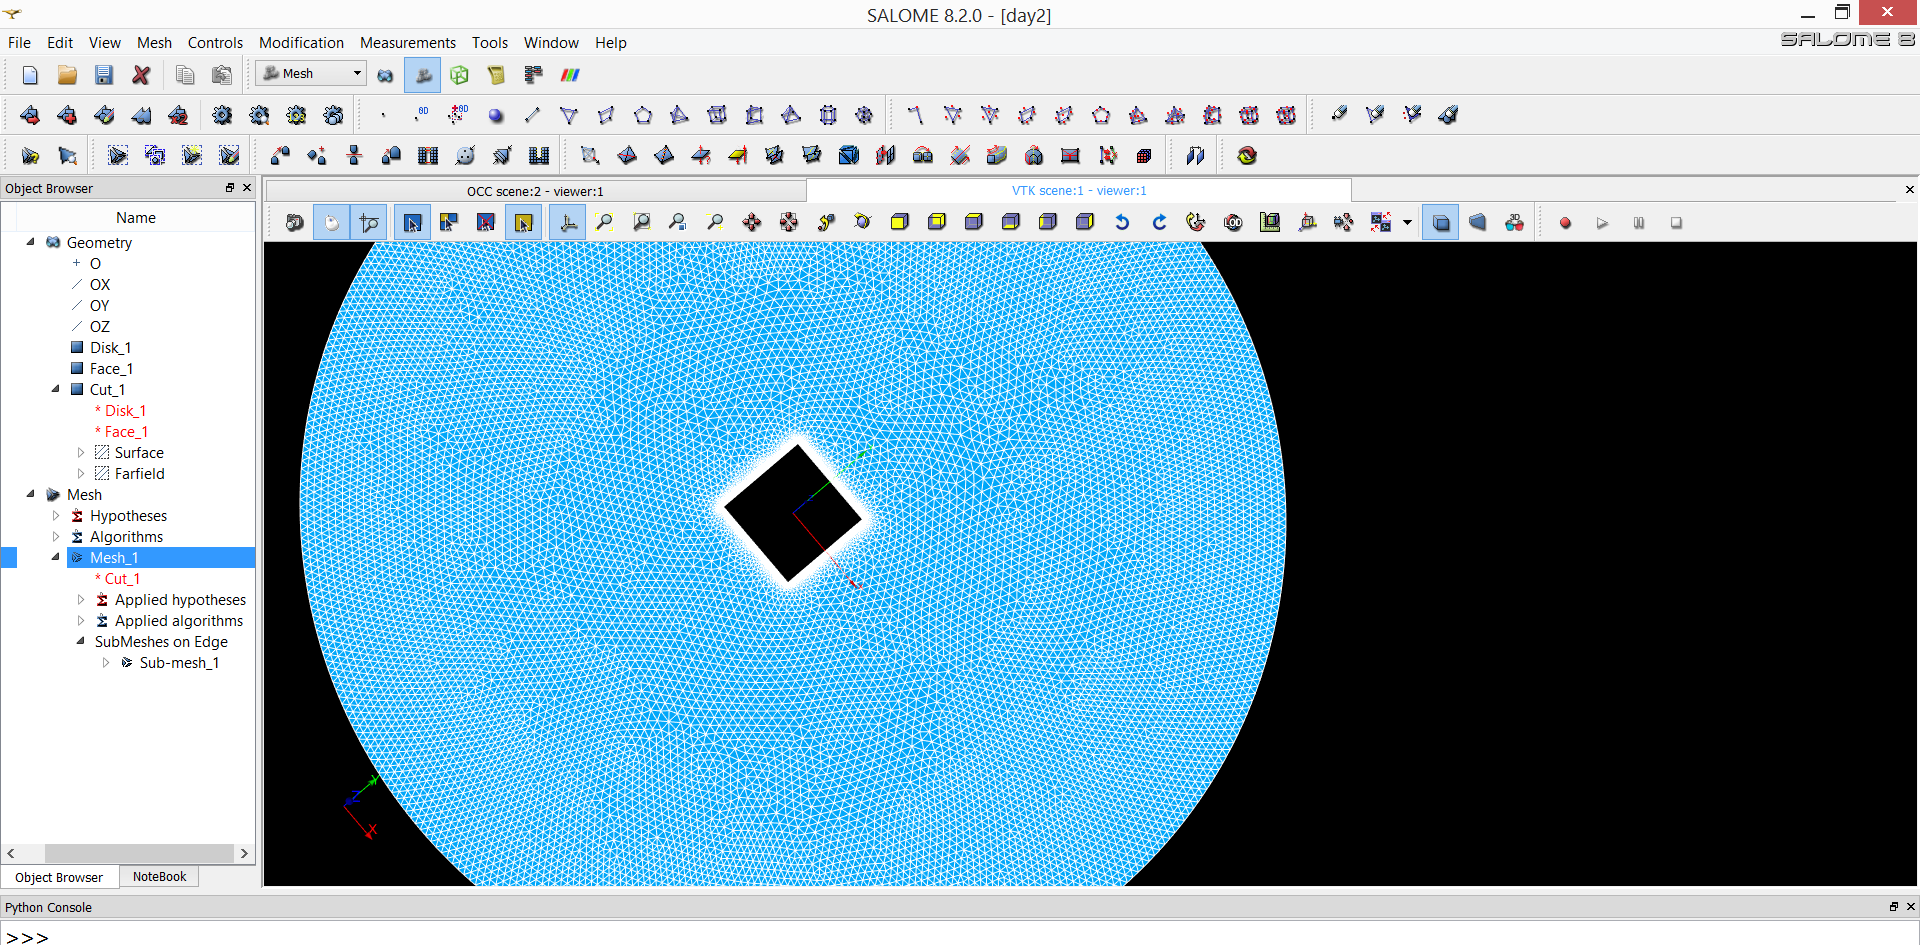 SALOME 8.2.0 - [day2]
File Edit View Mesh Controls Modification Measurements Tools Window Help
SALOME 8
Mesh
0D
0D
Object Browser
OCC scene:2 - viewer:1
VTK scene:1 - viewer:1
Name
Geometry
O
OX
OY
OZ
Disk_1
Face_1
Cut_1
* Disk_1
* Face_1
Surface
Farfield
Mesh
Hypotheses
Algorithms
Mesh_1
* Cut_1
Applied hypotheses
Applied algorithms
SubMeshes on Edge
Sub-mesh_1
Y
Z
X
Object Browser
NoteBook
Python Console
>>>